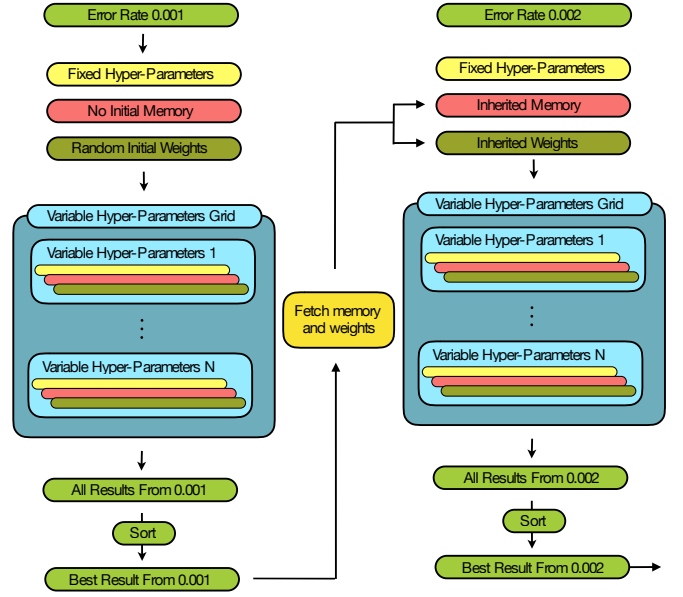 Error Rate 0.001
Fixed Hyper-Parameters
No Initial Memory
Random Initial Weights
Variable Hyper-Parameters Grid
Variable Hyper-Parameters 1
Variable Hyper-Parameters N
All Results From 0.001
Sort
Best Result From 0.001
Fetch memory
and weights
Error Rate 0.002
Fixed Hyper-Parameters
Inherited Memory
Inherited Weights
Variable Hyper-Parameters Grid
Variable Hyper-Parameters 1
Variable Hyper-Parameters N
All Results From 0.002
Sort
Best Result From 0.002